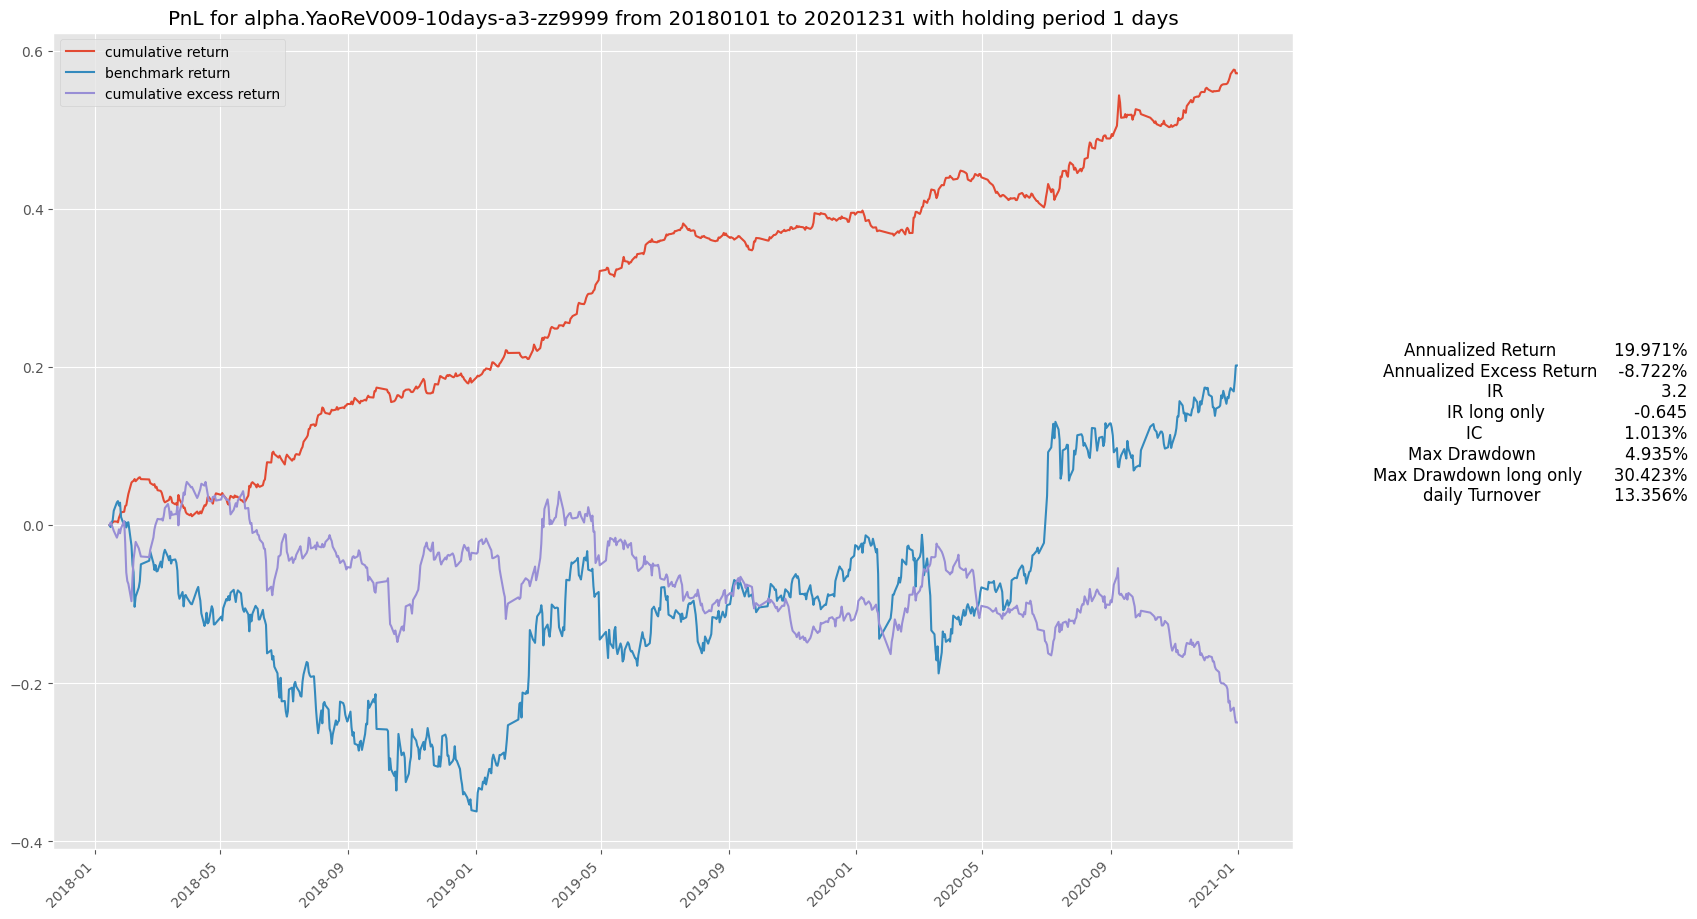 PnL for alpha.YaoReV009-10days-a3-zz9999 from 20180101 to 20201231 with holding period 1 days
cumulative return
benchmark return
cumulative excess return
0.6
0.4
0.2
0.0
−0.2
−0.4
2018-01
2018-05
2018-09
2019-01
2019-05
2019-09
2020-01
2020-05
2020-09
2021-01
Annualized Return 19.971%
Annualized Excess Return -8.722%
IR 3.2
IR long only -0.645
IC 1.013%
Max Drawdown 4.935%
Max Drawdown long only 30.423%
daily Turnover 13.356%